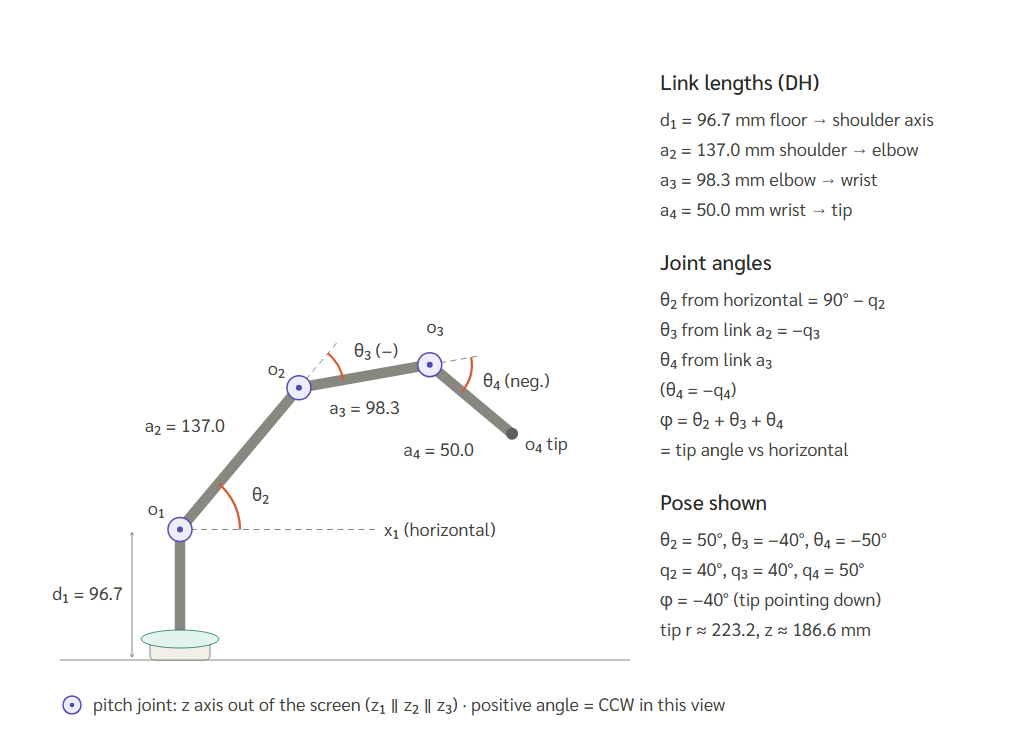 Link lengths (DH)
d₁ = 96.7 mm floor → shoulder axis
a₂ = 137.0 mm shoulder → elbow
a₃ = 98.3 mm elbow → wrist
a₄ = 50.0 mm wrist → tip
Joint angles
θ₂ from horizontal = 90° − q₂
θ₃ from link a₂ = −q₃
θ₄ from link a₃
(θ₄ = −q₄)
φ = θ₂ + θ₃ + θ₄
= tip angle vs horizontal
Pose shown
θ₂ = 50°, θ₃ = −40°, θ₄ = −50°
q₂ = 40°, q₃ = 40°, q₄ = 50°
φ = −40° (tip pointing down)
tip r ≈ 223.2, z ≈ 186.6 mm
o₃
θ₃ (−)
o₂
θ₄ (neg.)
a₃ = 98.3
a₂ = 137.0
o₄ tip
a₄ = 50.0
θ₂
o₁
x₁ (horizontal)
d₁ = 96.7
pitch joint: z axis out of the screen (z₁ ∥ z₂ ∥ z₃) · positive angle = CCW in this view